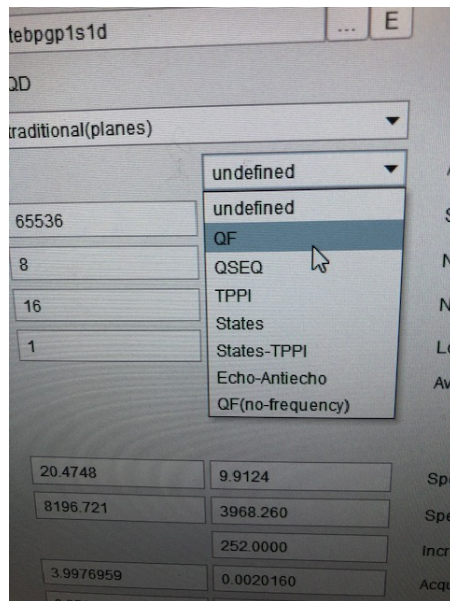 tebpgp1s1d ... E
QD
traditional(planes)
undefined
undefined
65536
QF
8
QSEQ
16
TPPI
States
1
States-TPPI
Echo-Antiecho
QF(no-frequency)
20.4748 9.9124
8196.721 3968.260
252.0000
3.9976959 0.0020160